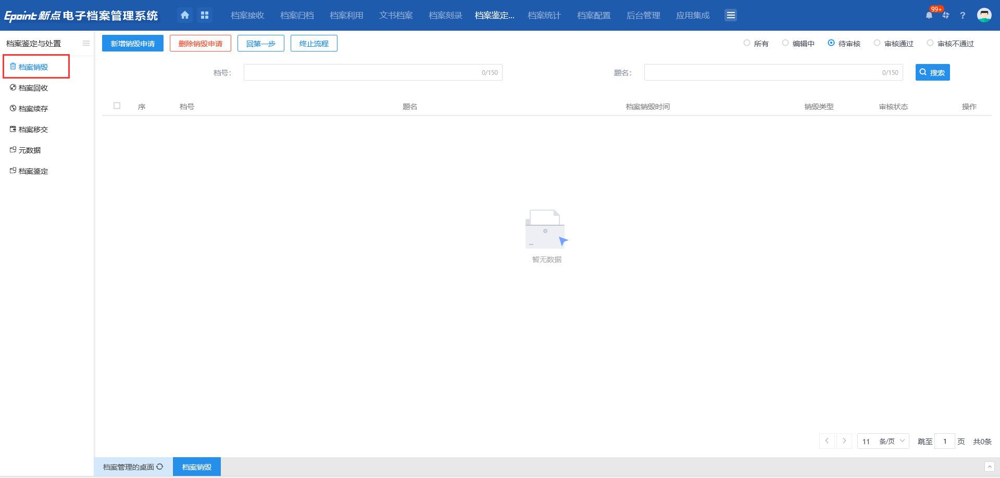 Epoint 新点 电子档案管理系统
档案接收 档案归档 档案利用 文书档案 档案刻录 档案鉴定... 档案统计 档案配置 后台管理 应用集成
99+
?
档案鉴定与处置
档案销毁
档案回收
档案续存
档案移交
元数据
档案鉴定
新增销毁申请 删除销毁申请 回第一步 终止流程
所有 编辑中 待审核 审核通过 审核不通过
档号: 0/150 题名: 0/150 搜索
序 档号 题名 档案销毁时间 销毁类型 审核状态 操作
暂无数据
11 条/页 跳至 1 页 共0条
档案管理的桌面 档案销毁